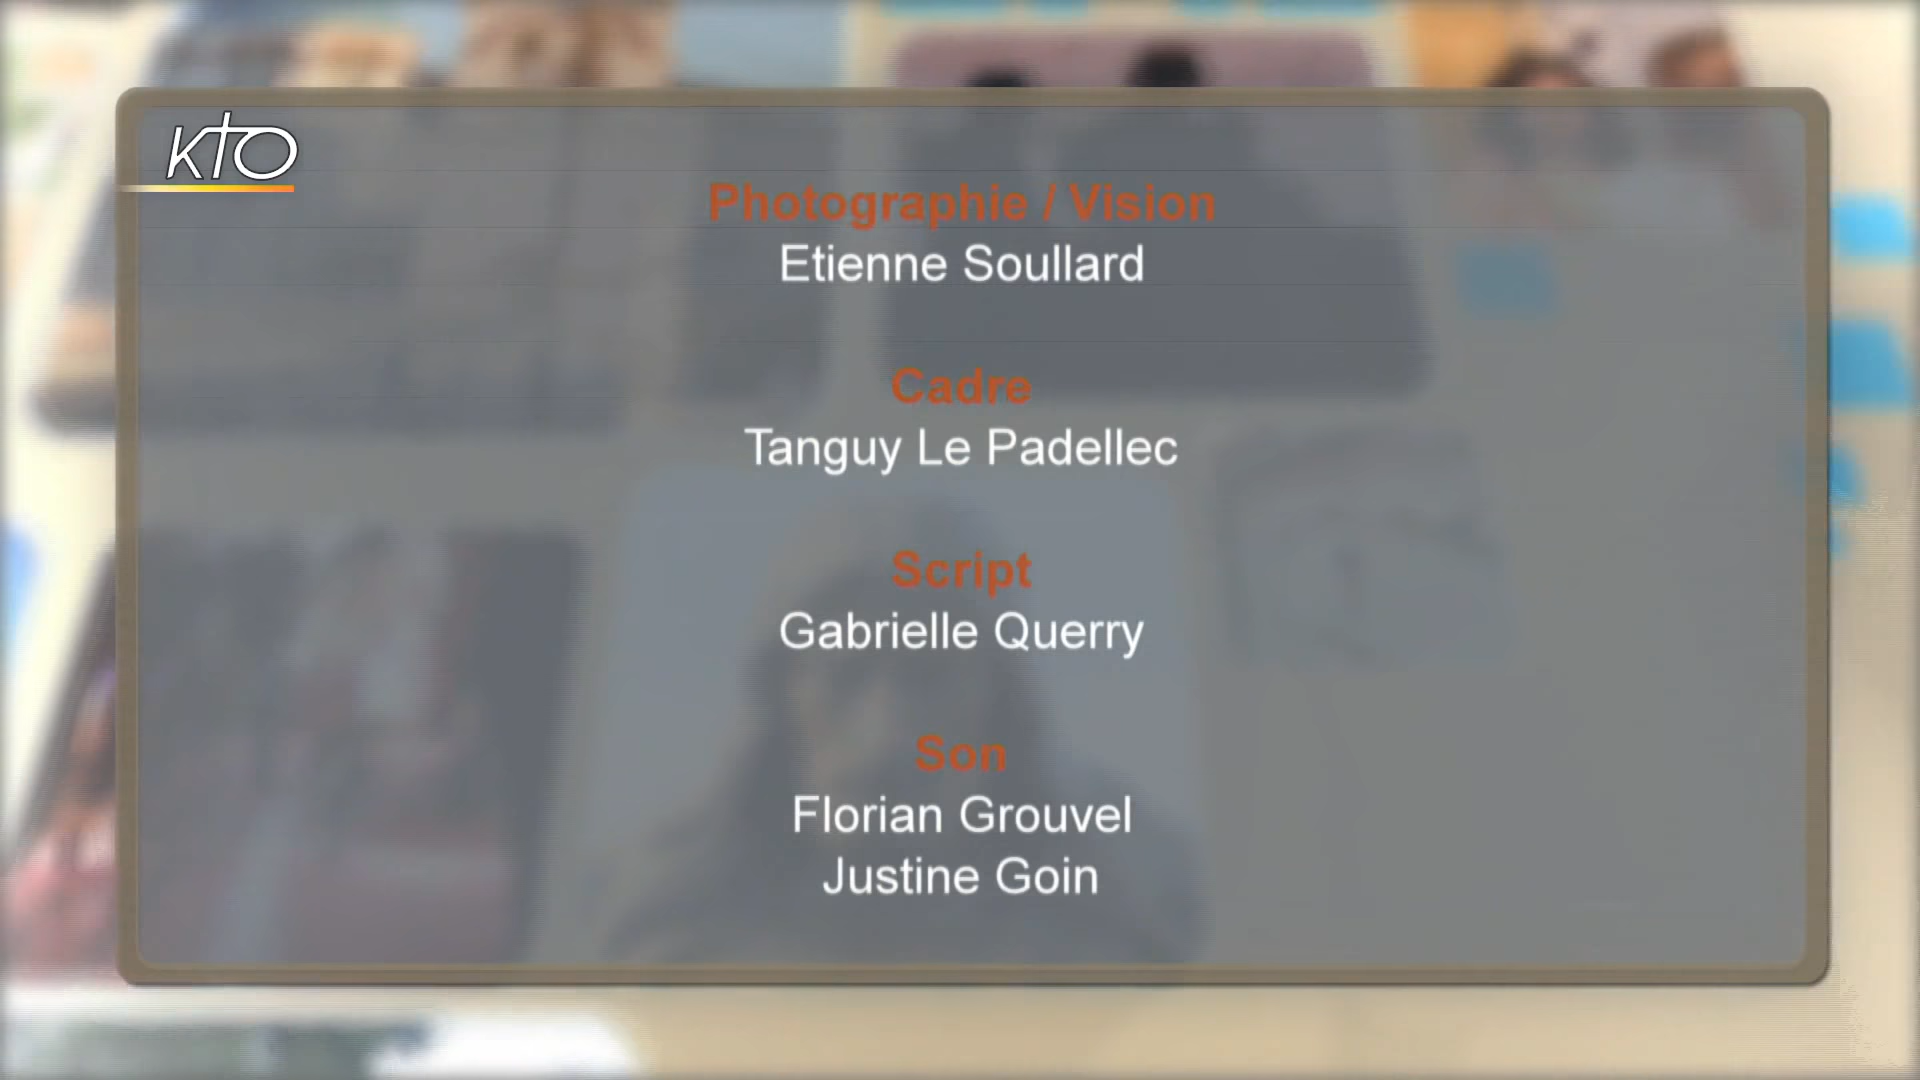 KTO
Photographie / Vision
Etienne Soullard
Cadre
Tanguy Le Padellec
Script
Gabrielle Querry
Son
Florian Grouvel
Justine Goin